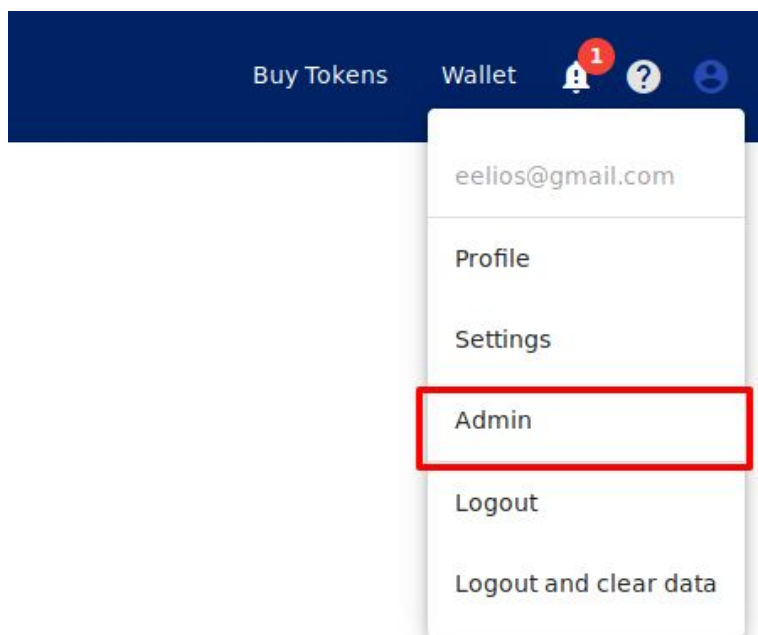 Buy Tokens Wallet 1
eelios@gmail.com
Profile
Settings
Admin
Logout
Logout and clear data